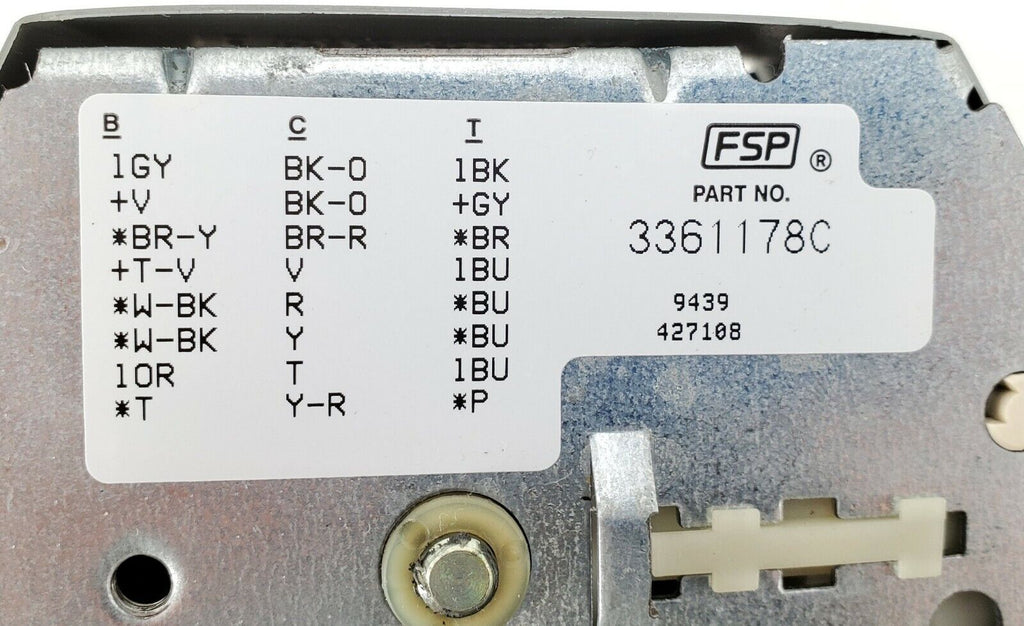 B C T
1GY BK-O 1BK
+V BK-O +GY
*BR-Y BR-R *BR
+T-V V 1BU
*W-BK R *BU
*W-BK Y *BU
1OR T 1BU
*T Y-R *P
FSP ®
PART NO.
3361178C
9439
427108